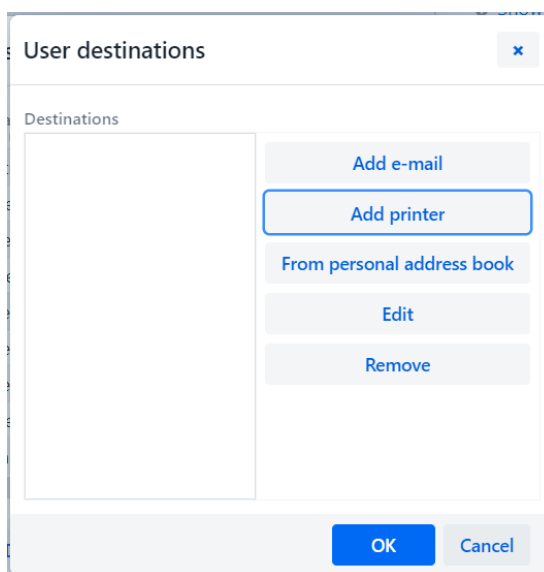 User destinations
Destinations
Add e-mail
Add printer
From personal address book
Edit
Remove
OK
Cancel